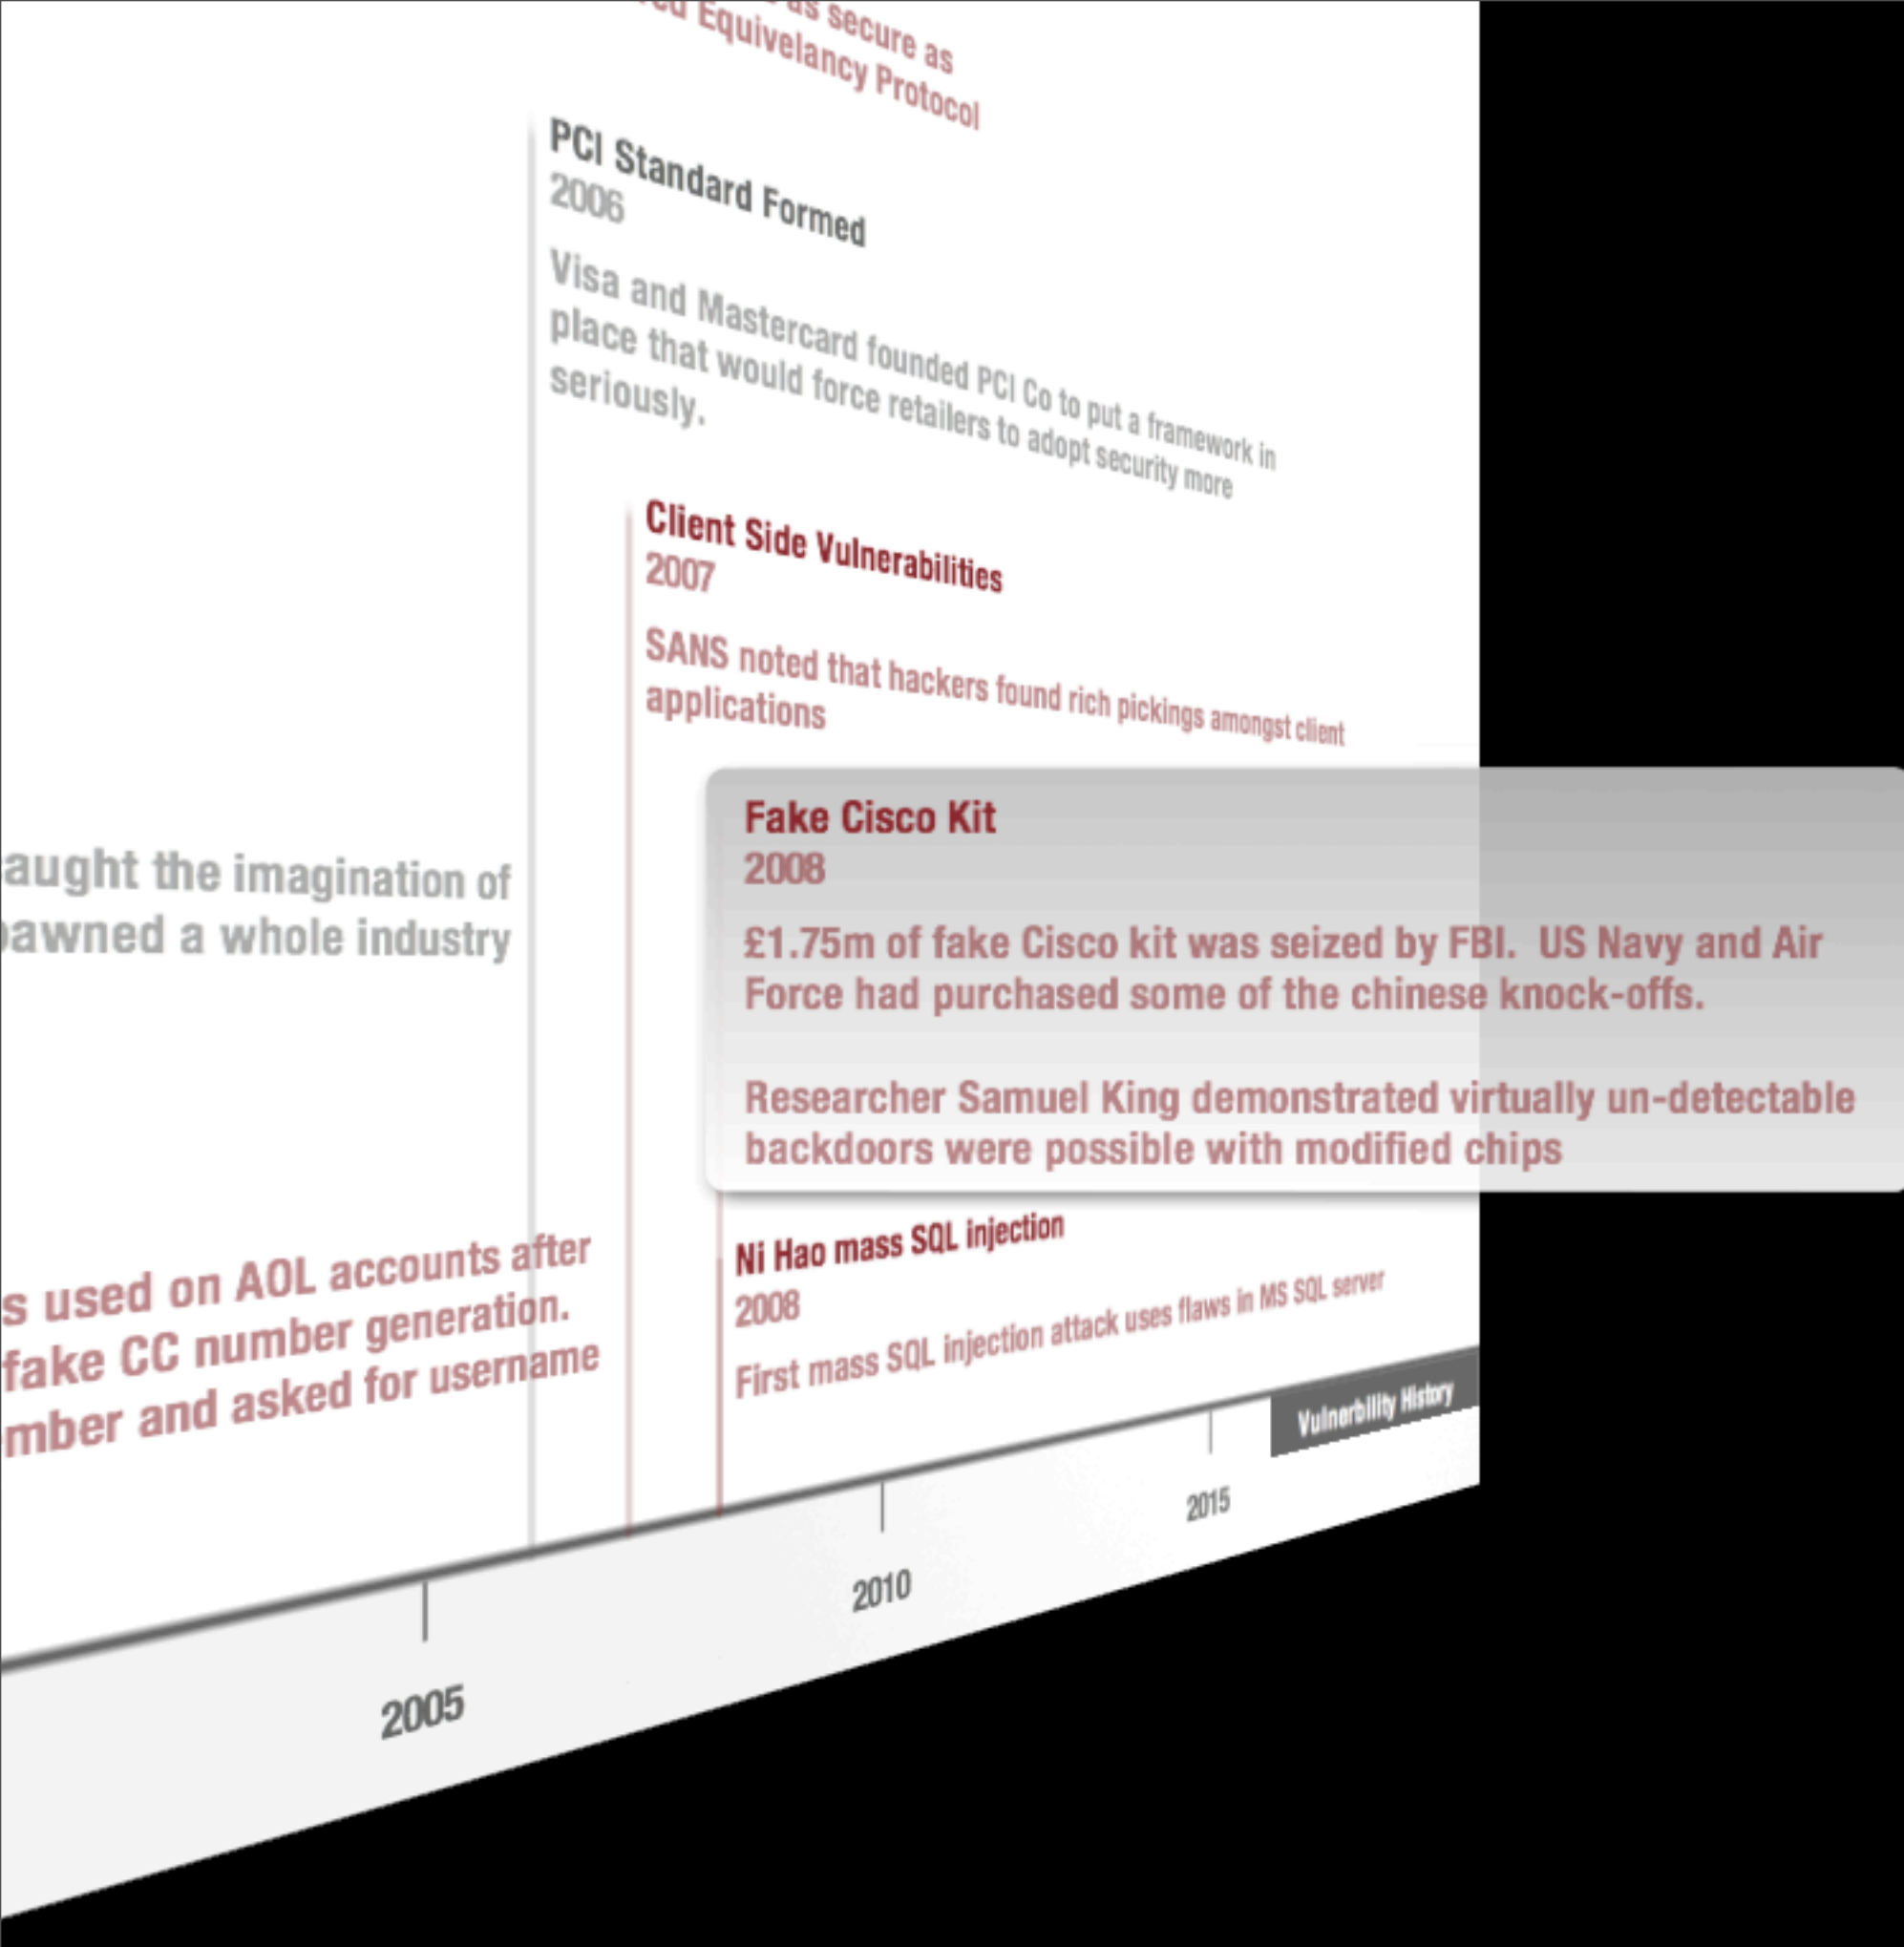 as secure as
Equivelancy Protocol
PCI Standard Formed
2006
Visa and Mastercard founded PCI Co to put a framework in
place that would force retailers to adopt security more
seriously.
Client Side Vulnerabilities
2007
SANS noted that hackers found rich pickings amongst client
applications
Fake Cisco Kit
2008
£1.75m of fake Cisco kit was seized by FBI. US Navy and Air
Force had purchased some of the chinese knock-offs.
Researcher Samuel King demonstrated virtually un-detectable
backdoors were possible with modified chips
aught the imagination of
pawned a whole industry
s used on AOL accounts after
fake CC number generation.
mber and asked for username
Ni Hao mass SQL injection
2008
First mass SQL injection attack uses flaws in MS SQL server
Vulnerbility History
2005
2010
2015